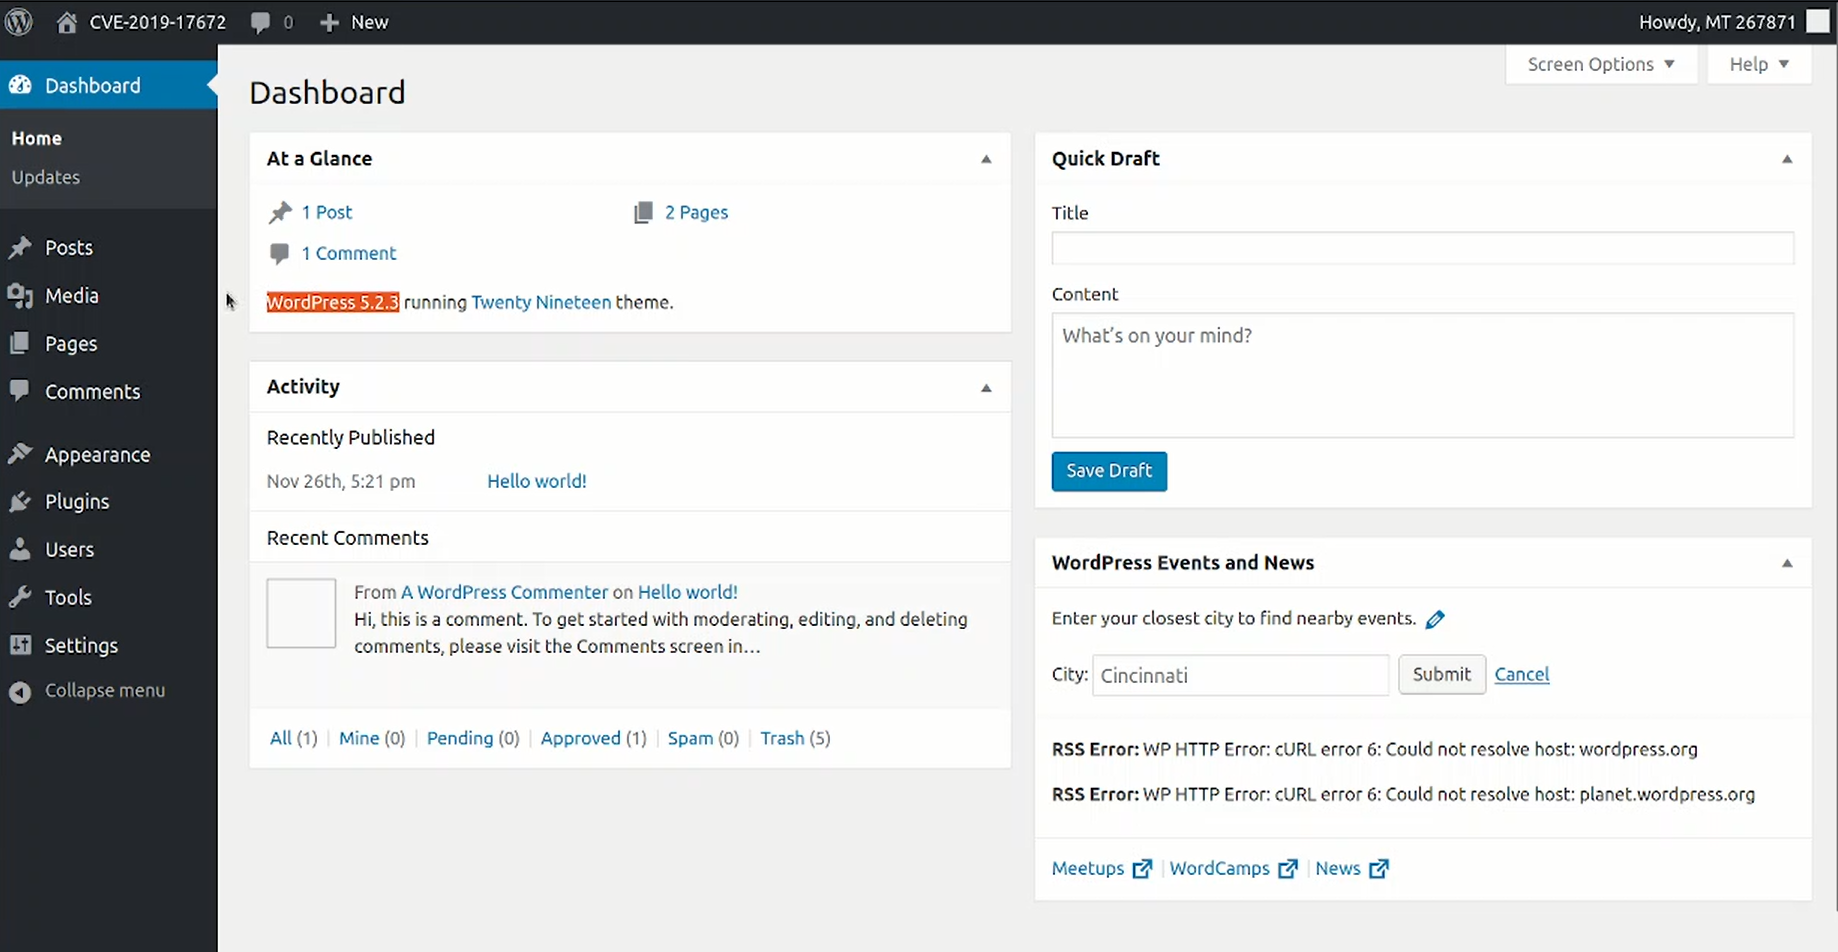 CVE-2019-17672 0 New Howdy, MT 267871
Screen Options Help
Dashboard
Home
Updates
Posts
Media
Pages
Comments
Appearance
Plugins
Users
Tools
Settings
Collapse menu
Dashboard
At a Glance
1 Post 2 Pages
1 Comment
WordPress 5.2.3 running Twenty Nineteen theme.
Activity
Recently Published
Nov 26th, 5:21 pm Hello world!
Recent Comments
From A WordPress Commenter on Hello world!
Hi, this is a comment. To get started with moderating, editing, and deleting
comments, please visit the Comments screen in…
All (1) | Mine (0) | Pending (0) | Approved (1) | Spam (0) | Trash (5)
Quick Draft
Title
Content
What’s on your mind?
Save Draft
WordPress Events and News
Enter your closest city to find nearby events.
City: Cincinnati Submit Cancel
RSS Error: WP HTTP Error: cURL error 6: Could not resolve host: wordpress.org
RSS Error: WP HTTP Error: cURL error 6: Could not resolve host: planet.wordpress.org
Meetups | WordCamps | News